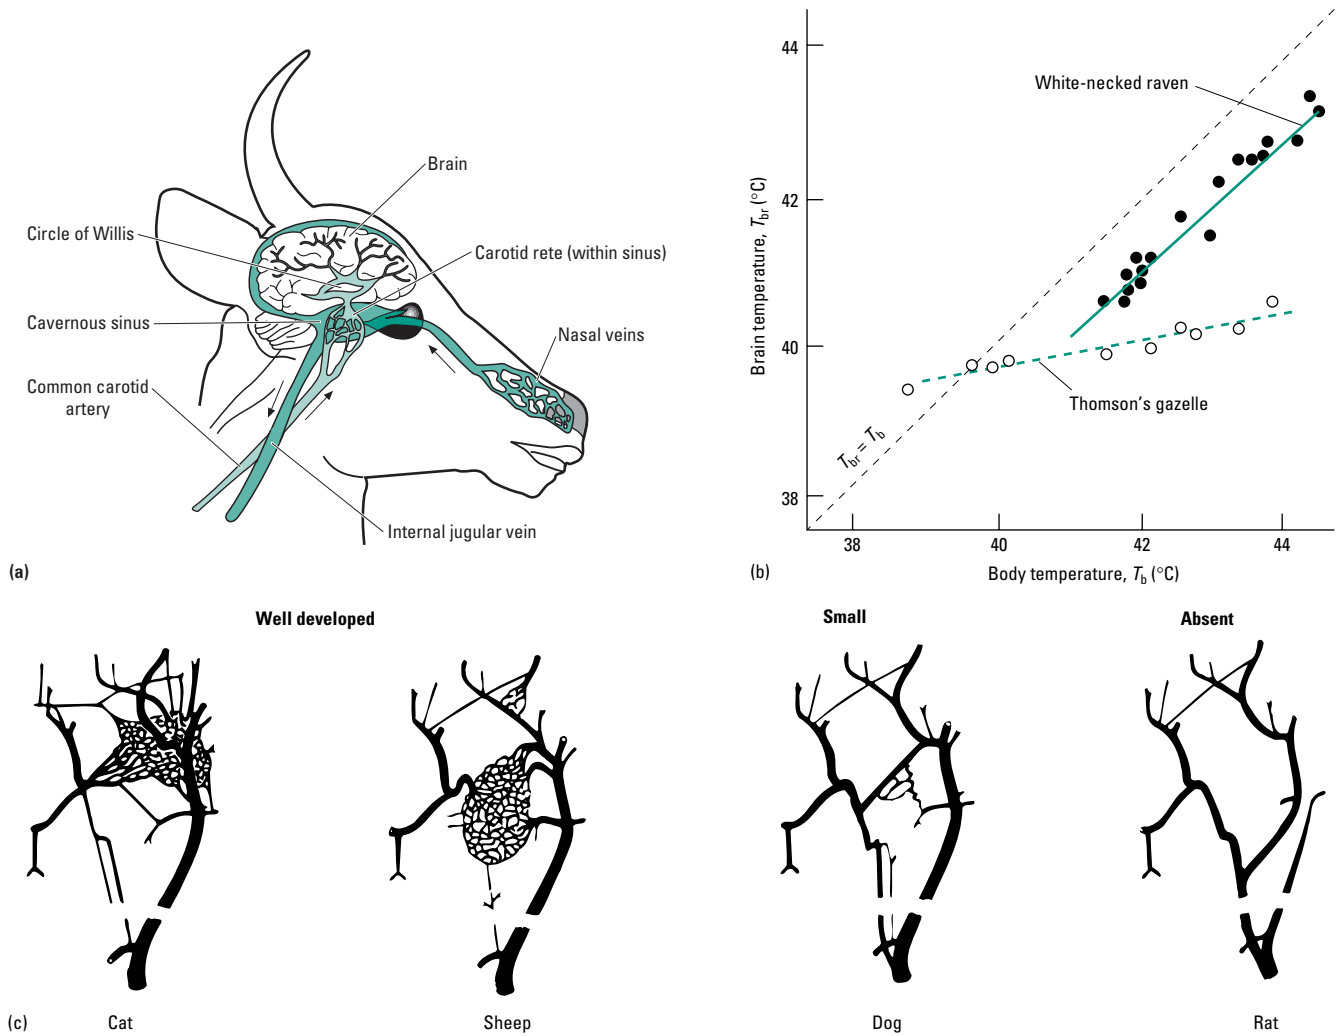 Brain
Circle of Willis
Carotid rete (within sinus)
Cavernous sinus
Nasal veins
Common carotid
artery
Internal jugular vein
(a)
44
42
40
38
Brain temperature, Tbr (°C)
White-necked raven
Thomson's gazelle
Tbr = Tb
38 40 42 44
Body temperature, Tb (°C)
(b)
Well developed
Small
Absent
(c)
Cat
Sheep
Dog
Rat